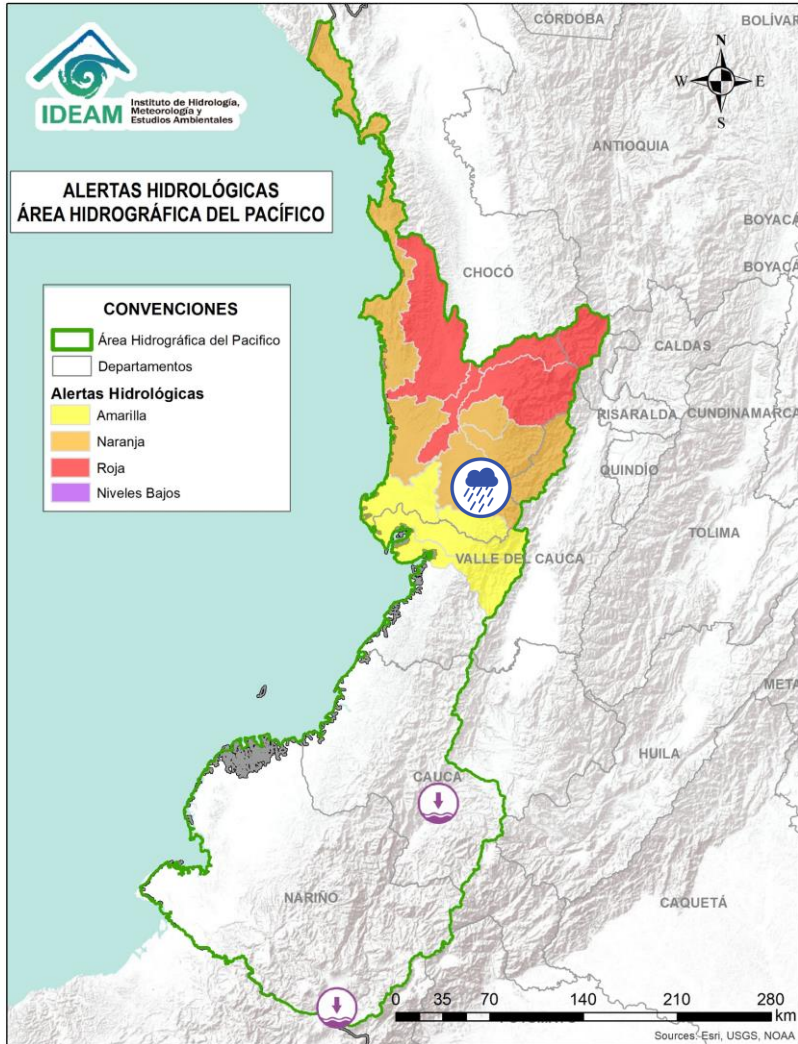 IDEAM
Instituto de Hidrología,
Meteorología y
Estudios Ambientales
ALERTAS HIDROLÓGICAS
ÁREA HIDROGRÁFICA DEL PACÍFICO
CONVENCIONES
Área Hidrográfica del Pacífico
Departamentos
Alertas Hidrológicas
Amarilla
Naranja
Roja
Niveles Bajos
N
W E
S
CÓRDOBA
BOLÍVAR
ANTIOQUIA
BOYACÁ
CHOCÓ
BOYACÁ
CALDAS
RISARALDA
CUNDINAMARCA
QUINDÍO
TOLIMA
VALLE DEL CAUCA
META
HUILA
CAUCA
NARIÑO
CAQUETÁ
0 35 70 140 210 280
km
Sources: Esri, USGS, NOAA